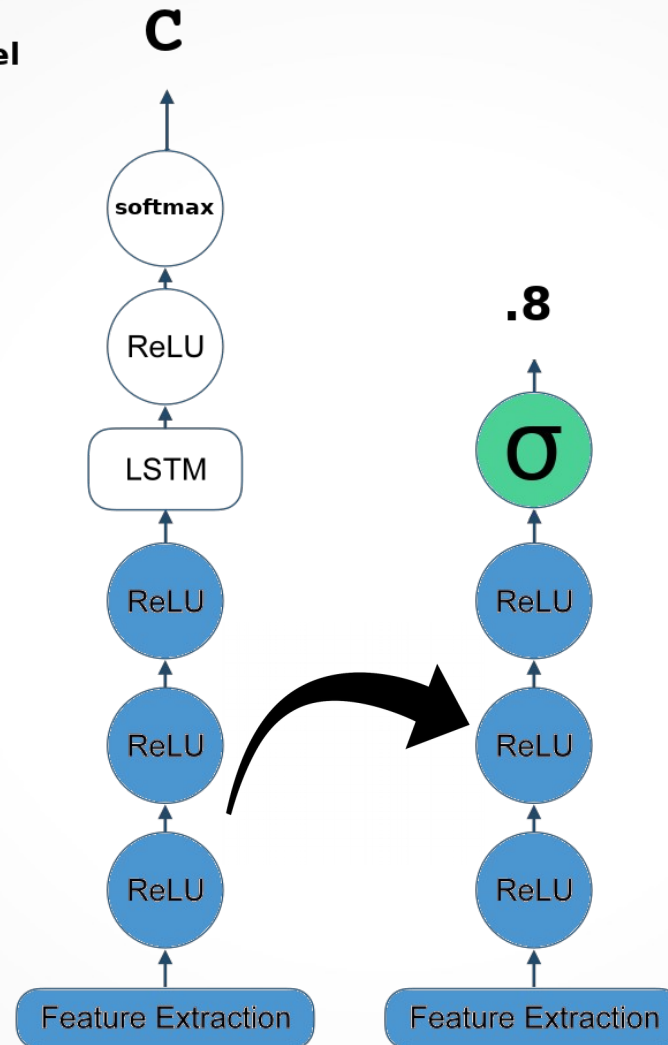 el
C
softmax
ReLU
LSTM
ReLU
ReLU
ReLU
Feature Extraction
.8
σ
ReLU
ReLU
ReLU
Feature Extraction